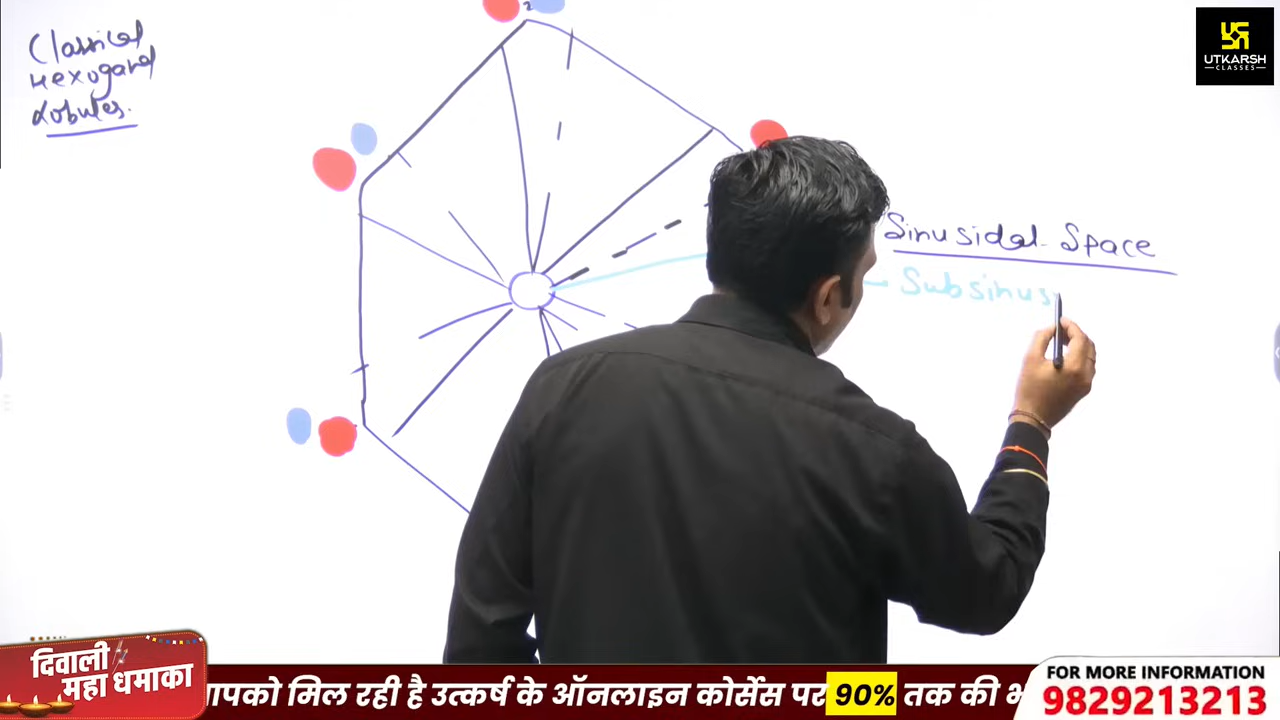 Classical
Hexogonal
Lobules.
UTKARSH
CLASSES
Sinusidal Space
Subsinus
दिवाली
महा धमाका
आपको मिल रही है उत्कर्ष के ऑनलाइन कोर्सेस पर 90% तक की
FOR MORE INFORMATION
9829213213